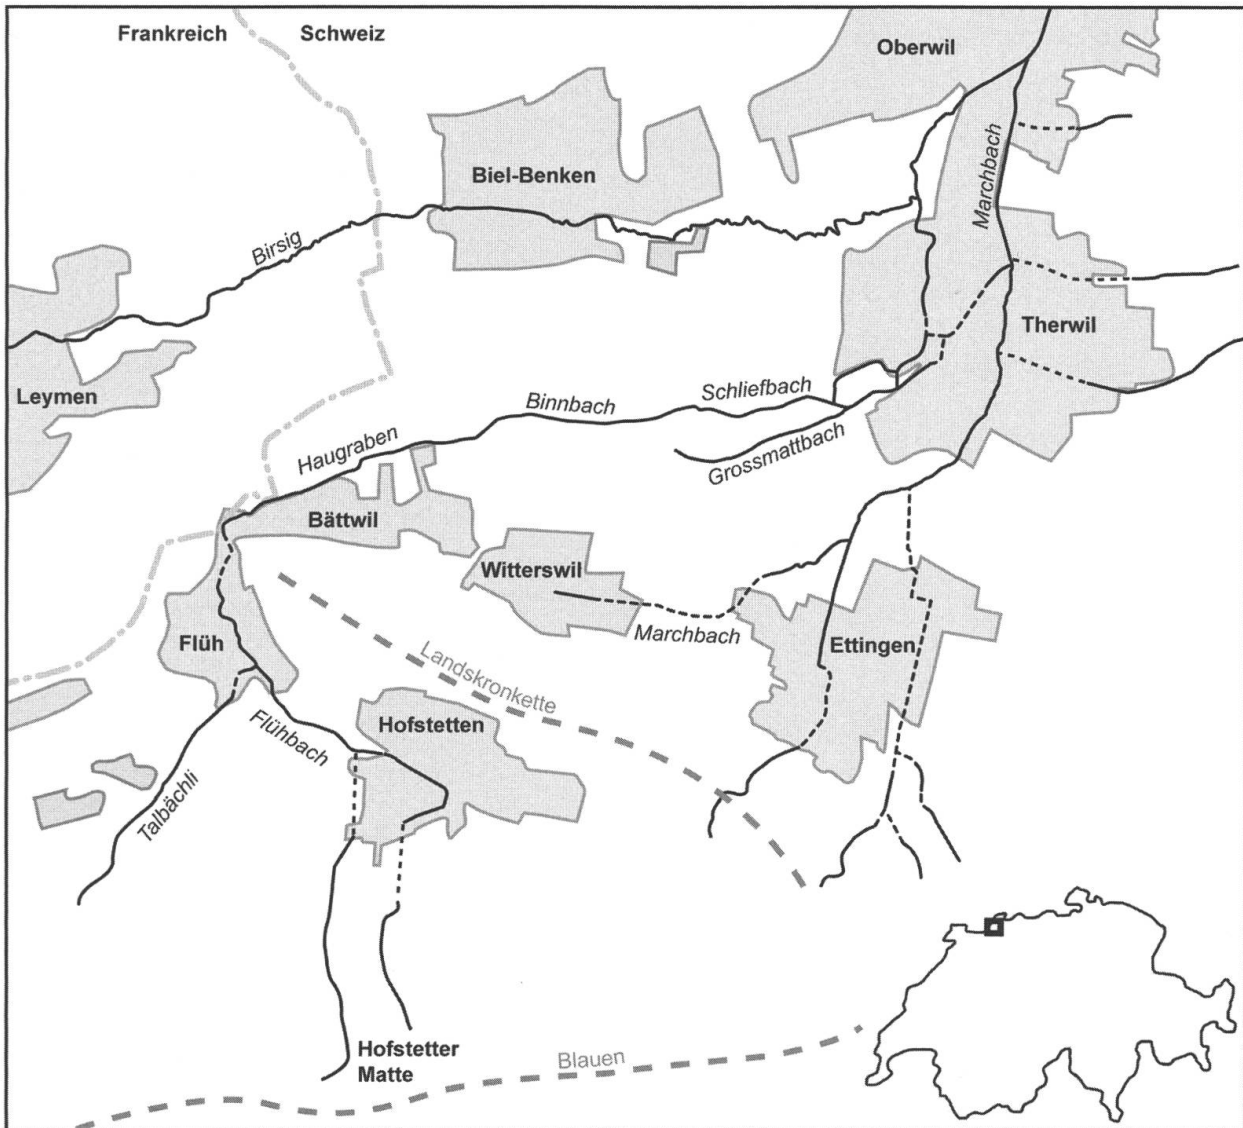 Frankreich
Schweiz
Oberwil
Marchbach
Biel-Benken
Birsig
Therwil
Leymen
Schliefbach
Binnbach
Haugraben
Grossmattbach
Bättwil
Witterswil
Marchbach
Ettingen
Flüh
Landskronkette
Hofstetten
Flühbach
Talbächli
Hofstetter
Matte
Blauen